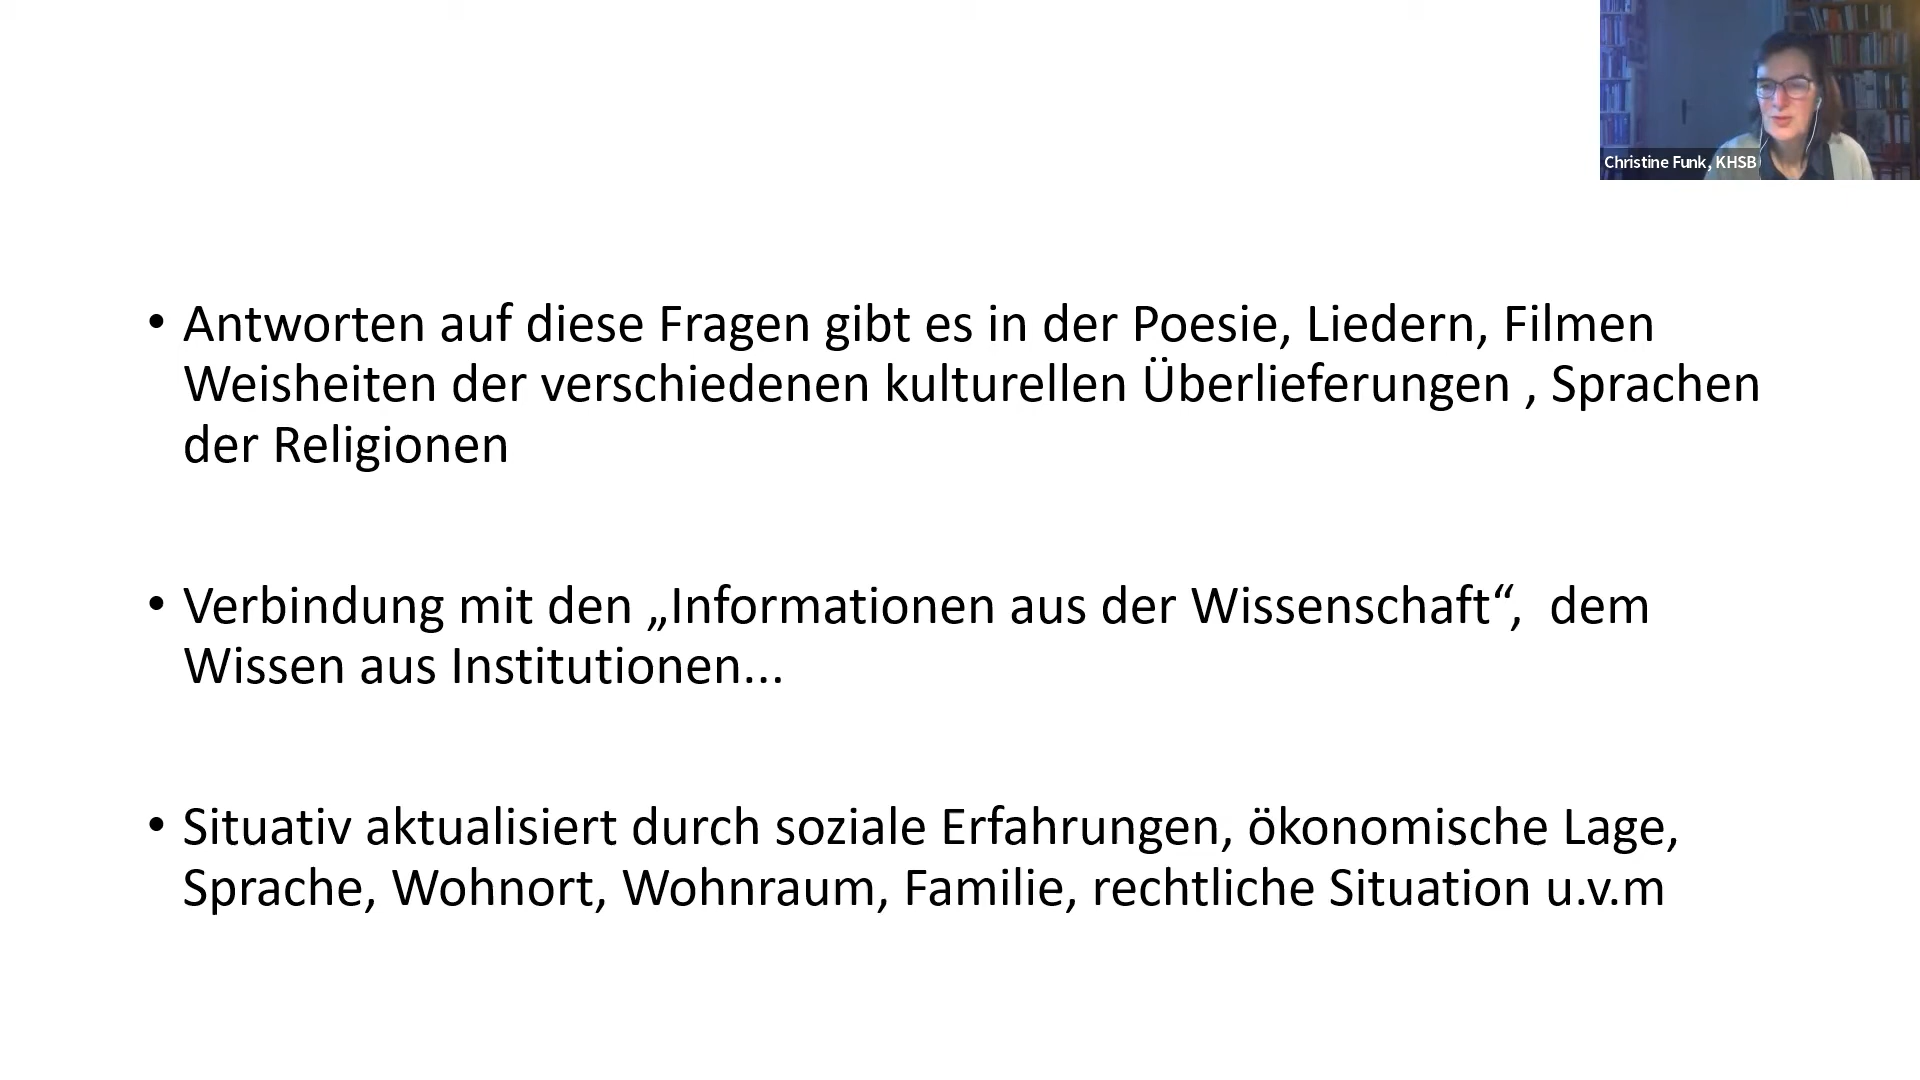 Christine Funk, KHSB
• Antworten auf diese Fragen gibt es in der Poesie, Liedern, Filmen
Weisheiten der verschiedenen kulturellen Überlieferungen , Sprachen
der Religionen
• Verbindung mit den „Informationen aus der Wissenschaft“,  dem
Wissen aus Institutionen...
• Situativ aktualisiert durch soziale Erfahrungen, ökonomische Lage,
Sprache, Wohnort, Wohnraum, Familie, rechtliche Situation u.v.m